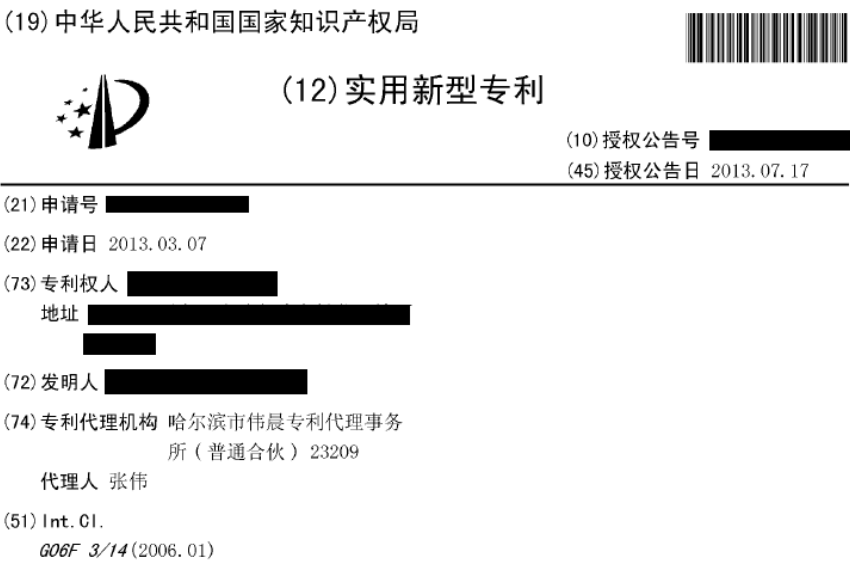 (19)中华人民共和国国家知识产权局
(12)实用新型专利
(10)授权公告号
(45)授权公告日 2013.07.17
(21)申请号
(22)申请日 2013.03.07
(73)专利权人
地址
(72)发明人
(74)专利代理机构 哈尔滨市伟晨专利代理事务
所(普通合伙) 23209
代理人 张伟
(51)Int.Cl.
G06F 3/14(2006.01)